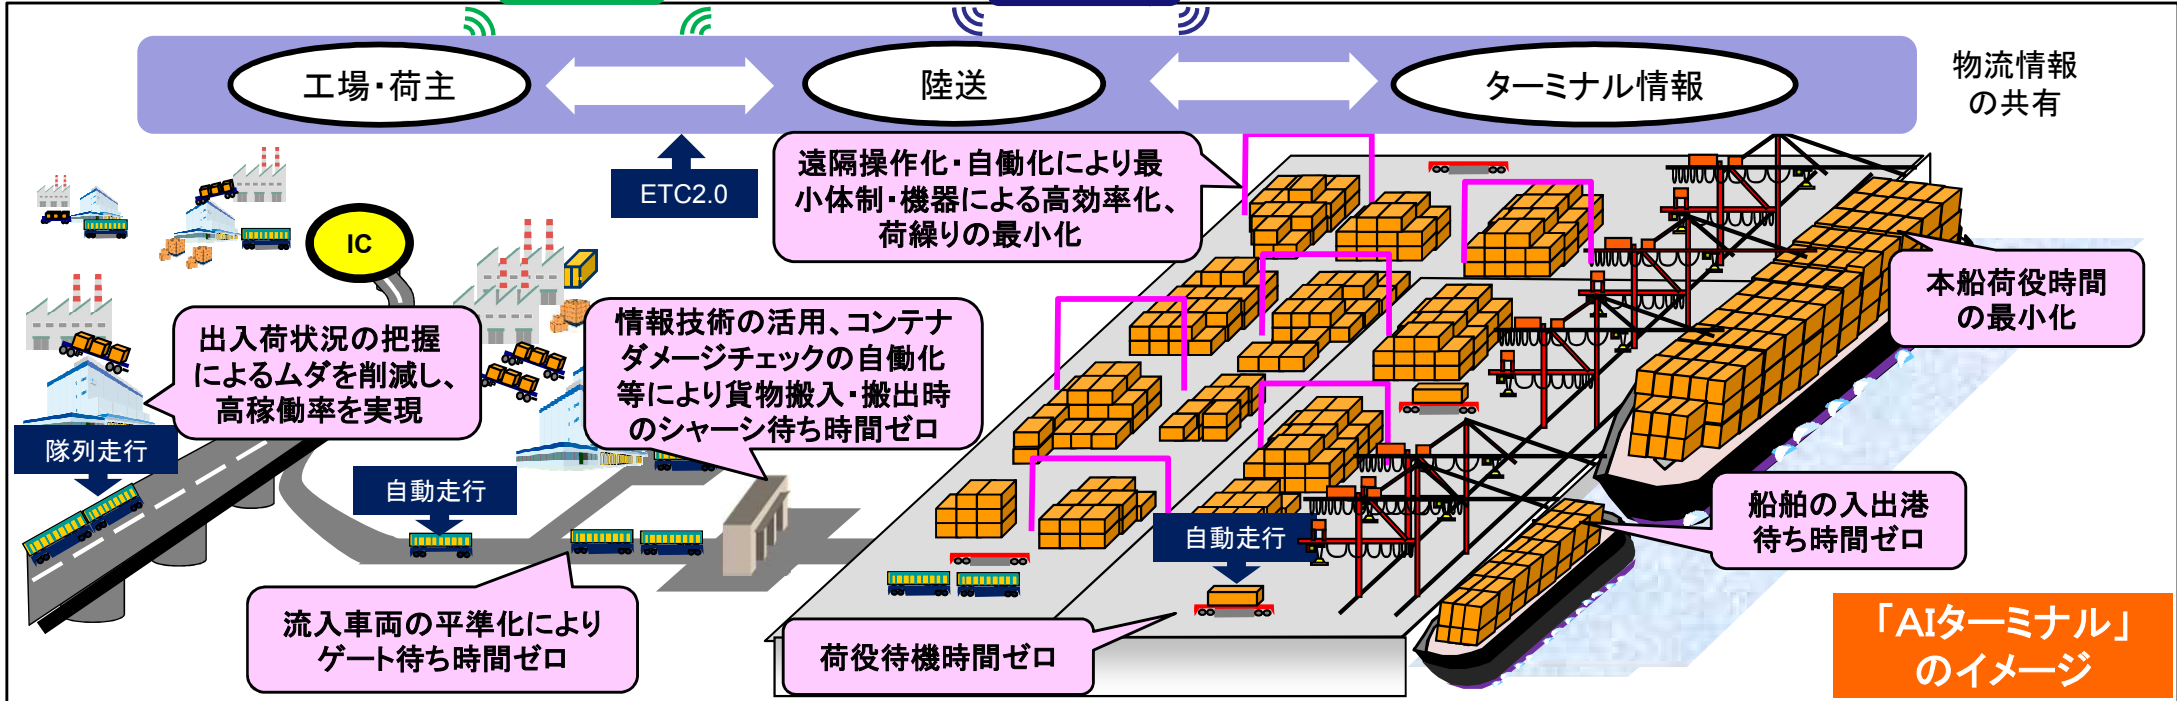 工場・荷主
陸送
ターミナル情報
物流情報
の共有
ETC2.0
遠隔操作化・自働化により最
小体制・機器による高効率化、
荷繰りの最小化
IC
本船荷役時間
の最小化
出入荷状況の把握
によるムダを削減し、
高稼働率を実現
情報技術の活用、コンテナ
ダメージチェックの自働化
等により貨物搬入・搬出時
のシャーシ待ち時間ゼロ
隊列走行
自動走行
自動走行
船舶の入出港
待ち時間ゼロ
流入車両の平準化により
ゲート待ち時間ゼロ
荷役待機時間ゼロ
「AIターミナル」
のイメージ